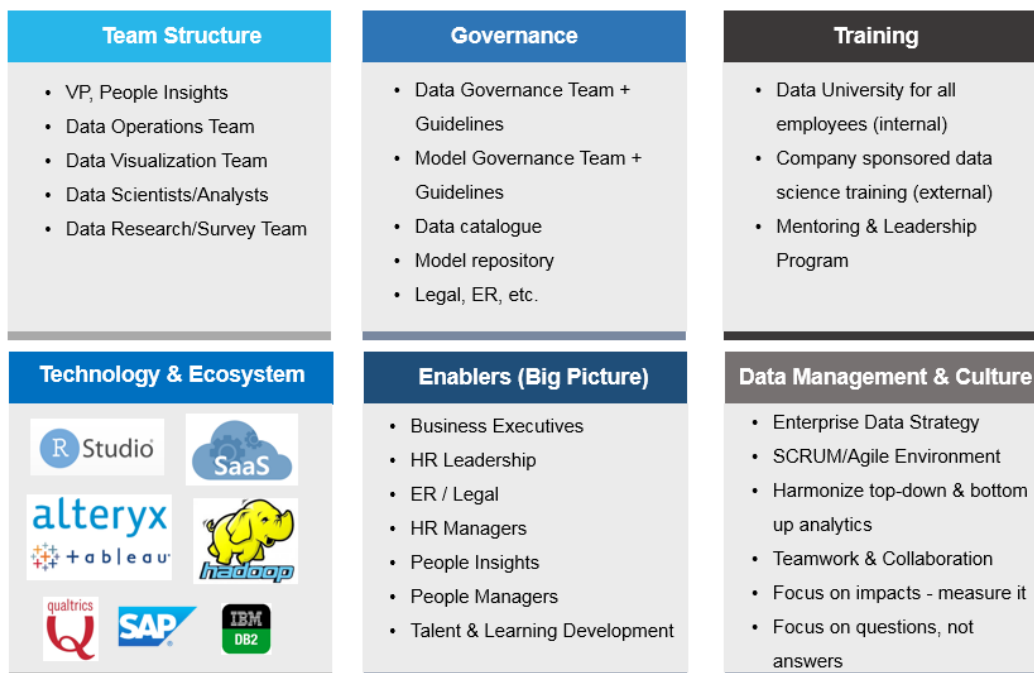 Team Structure
• VP, People Insights
• Data Operations Team
• Data Visualization Team
• Data Scientists/Analysts
• Data Research/Survey Team
Governance
• Data Governance Team +
Guidelines
• Model Governance Team +
Guidelines
• Data catalogue
• Model repository
• Legal, ER, etc.
Training
• Data University for all
employees (internal)
• Company sponsored data
science training (external)
• Mentoring & Leadership
Program
Technology & Ecosystem
R Studio
SaaS
alteryx
+ableau
hadoop
qualtrics
Q
SAP
IBM
DB2
Enablers (Big Picture)
• Business Executives
• HR Leadership
• ER / Legal
• HR Managers
• People Insights
• People Managers
• Talent & Learning Development
Data Management & Culture
• Enterprise Data Strategy
• SCRUM/Agile Environment
• Harmonize top-down & bottom
up analytics
• Teamwork & Collaboration
• Focus on impacts - measure it
• Focus on questions, not
answers